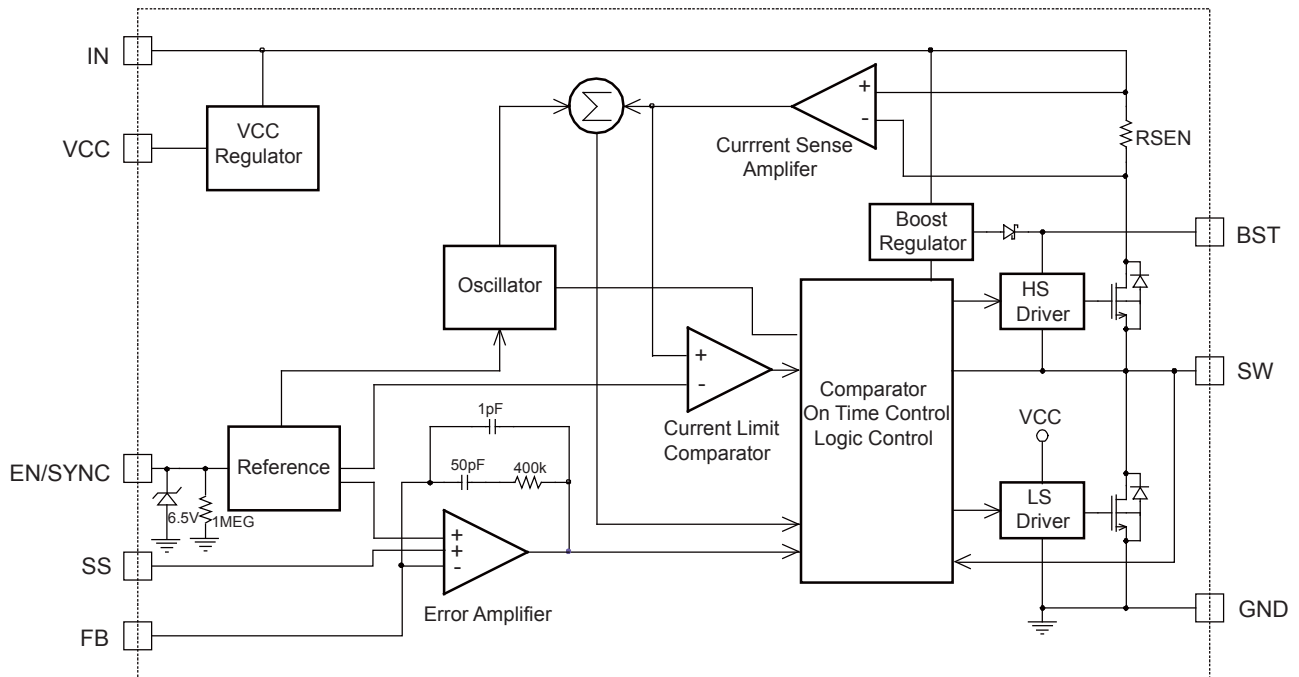 IN
VCC
VCC
Regulator
Σ
+
-
Currrent Sense
Amplifer
RSEN
Boost
Regulator
BST
Oscillator
HS
Driver
+
-
Current Limit
Comparator
Comparator
On Time Control
Logic Control
SW
VCC
1pF
50pF
400k
EN/SYNC
Reference
6.5V
1MEG
LS
Driver
+
+
-
Error Amplifier
SS
FB
GND